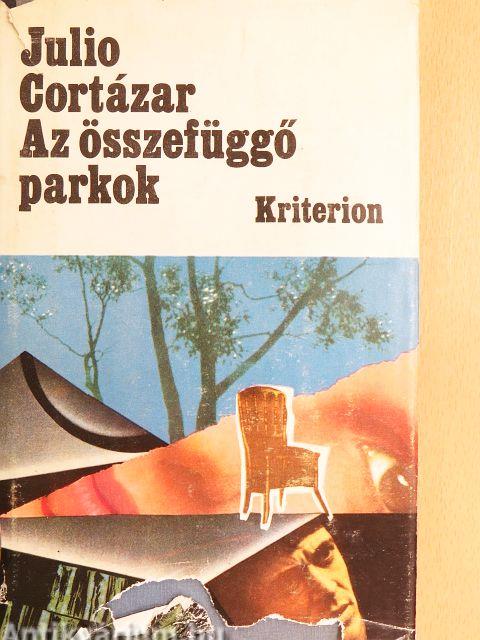 Julio
Cortázar
Az összefüggő
parkok
Kriterion